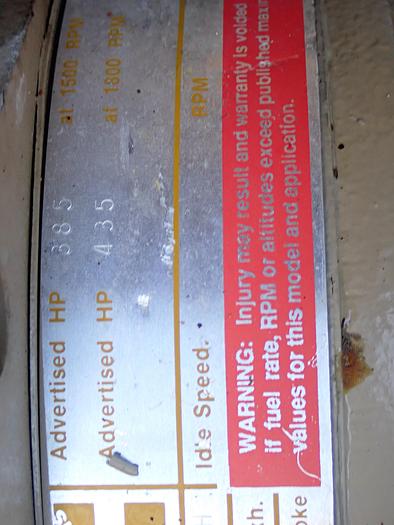 Advertised HP 385 at 1500 RPM
Advertised HP 435 at 1800 RPM
Idle Speed. RPM
WARNING: Injury may result and warranty is voided
if fuel rate, RPM or altitudes exceed published
values for this model and application.
h.
oke